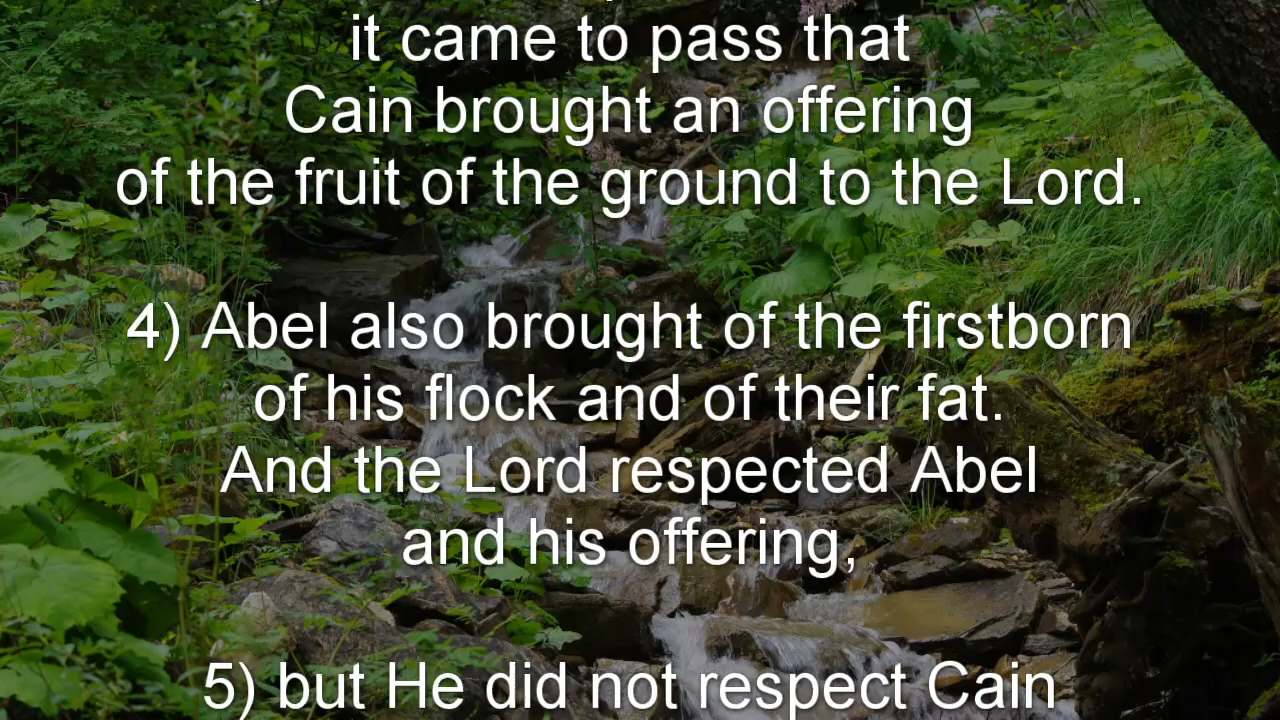 it came to pass that
Cain brought an offering
of the fruit of the ground to the Lord.
4) Abel also brought of the firstborn
of his flock and of their fat.
And the Lord respected Abel
and his offering,
5) but He did not respect Cain